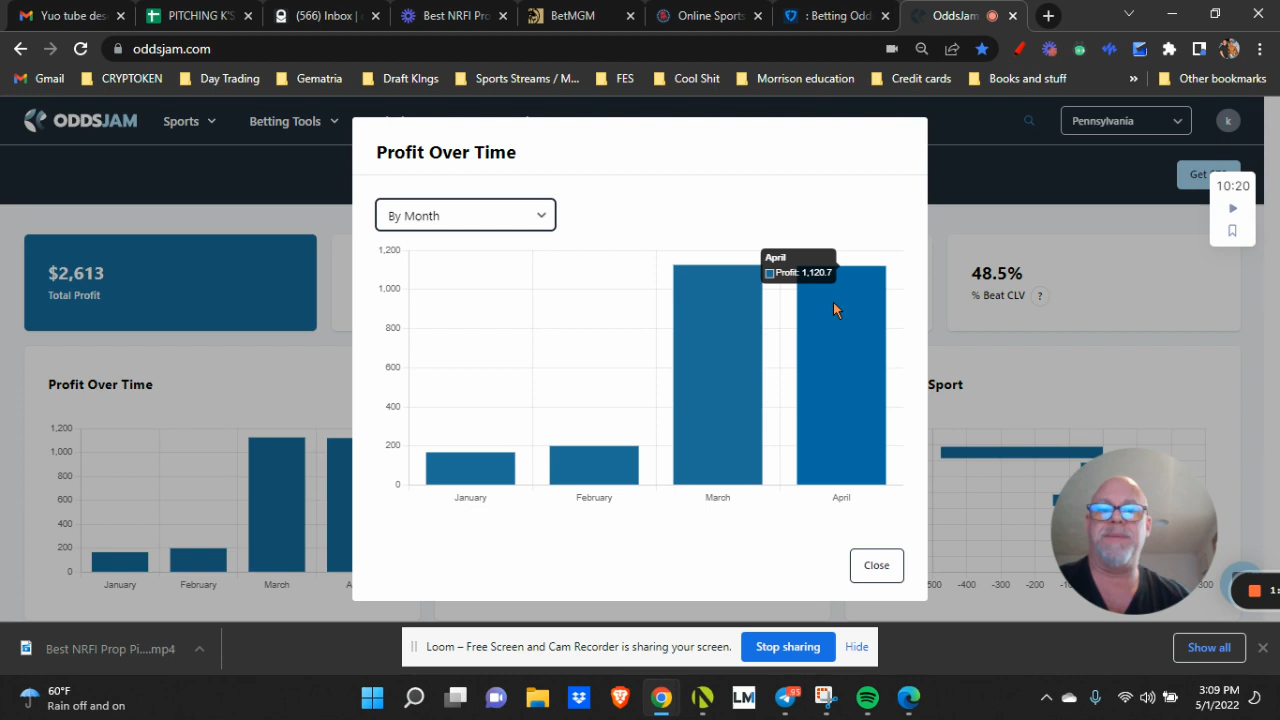 Yuo tube des
PITCHING K'S
(566) Inbox |
Best NRFI Pro
BetMGM
Online Sports
: Betting Od
OddsJam
oddsjam.com
Gmail
CRYPTOKEN
Day Trading
Gematria
Draft KIngs
Sports Streams / M...
FES
Cool Shit
Morrison education
Credit cards
Books and stuff
»
Other bookmarks
ODDSJAM
Sports
Betting Tools
Pennsylvania
k
Get
10:20
Profit Over Time
By Month
$2,613
Total Profit
48.5%
% Beat CLV ?
1,200
1,000
800
600
400
200
0
April
Profit: 1,120.7
January
February
March
April
Close
Profit Over Time
1,200
1,000
800
600
400
200
0
January
February
March
A
Sport
500
-400
-300
-200
300
1:
Best NRFI Prop Pi....mp4
Loom – Free Screen and Cam Recorder is sharing your screen.
Stop sharing
Hide
Show all
60°F
Rain off and on
LM
95
3:09 PM
5/1/2022